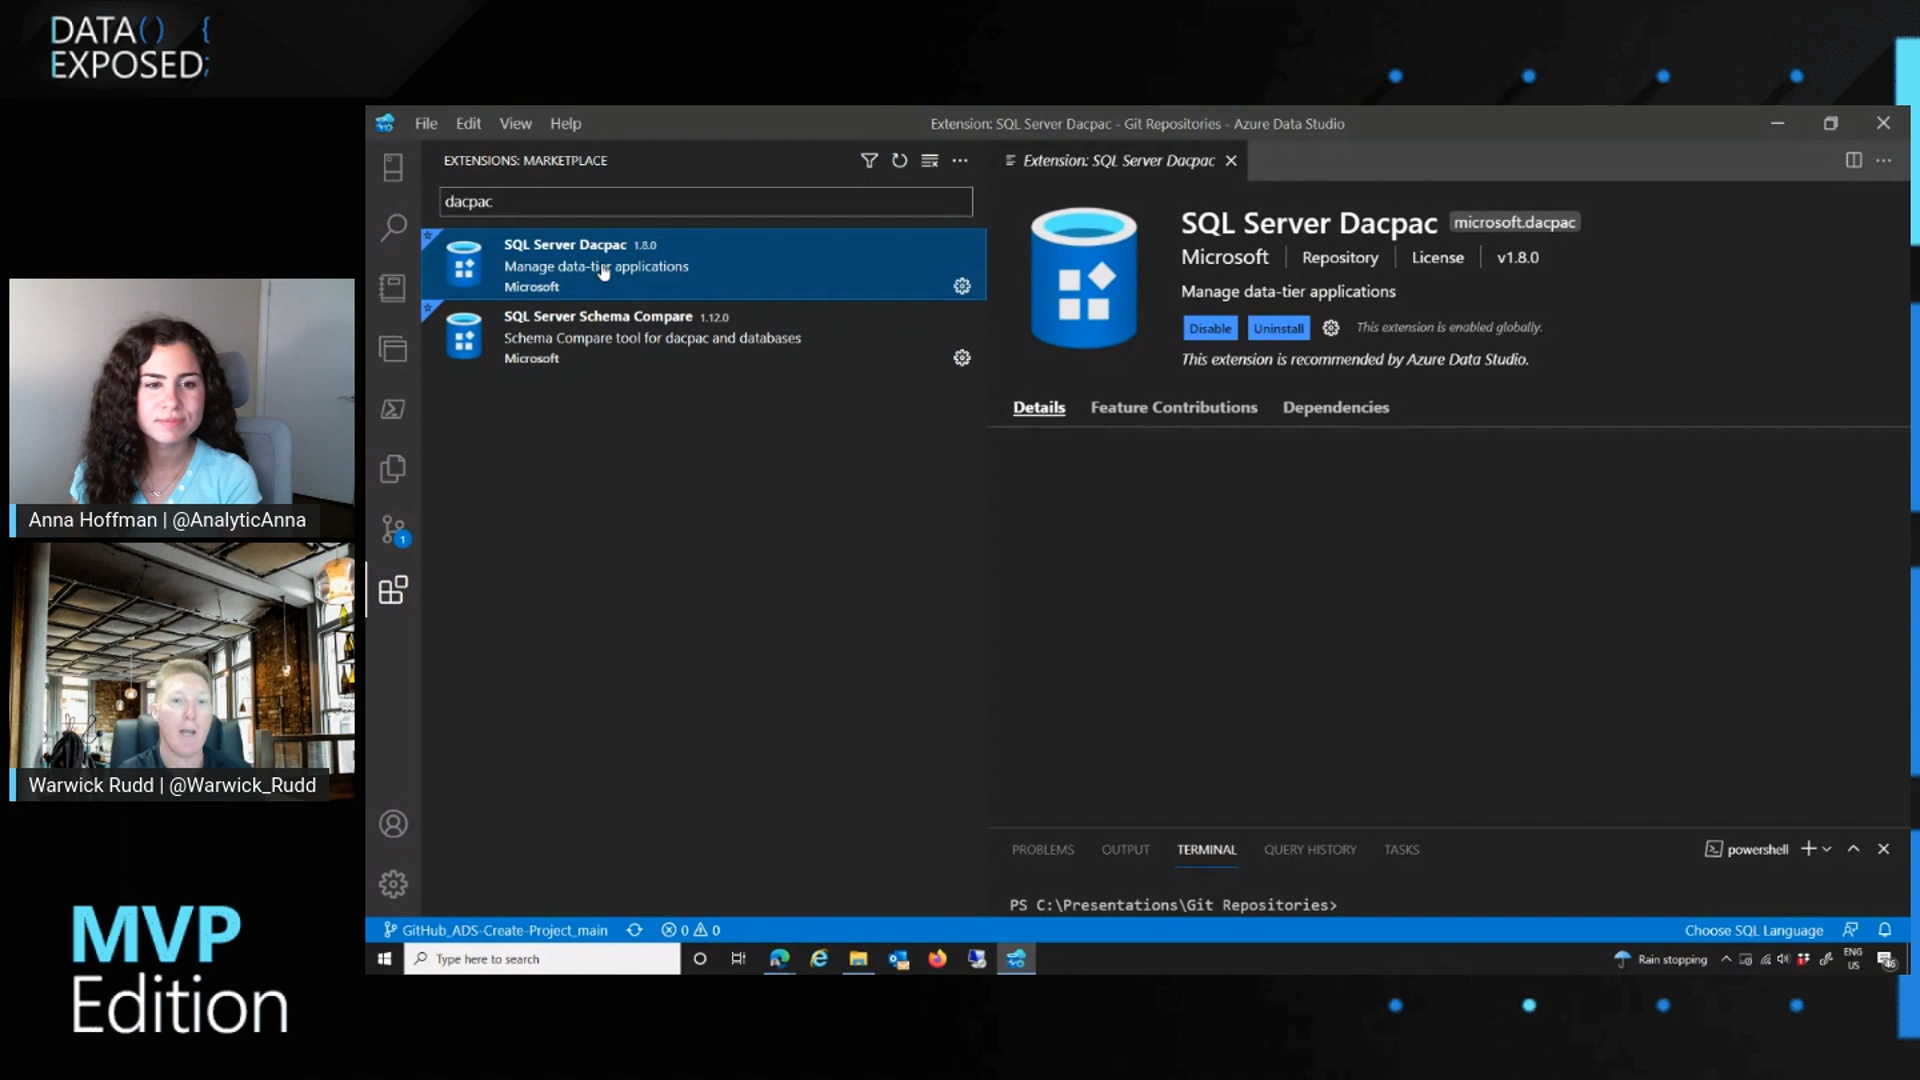 DATA() {
EXPOSED;
File Edit View Help
Extension: SQL Server Dacpac - Git Repositories - Azure Data Studio
EXTENSIONS: MARKETPLACE
dacpac
SQL Server Dacpac 1.8.0
Manage data-tier applications
Microsoft
SQL Server Schema Compare 1.12.0
Schema Compare tool for dacpac and databases
Microsoft
Extension: SQL Server Dacpac
SQL Server Dacpac microsoft.dacpac
Microsoft Repository License v1.8.0
Manage data-tier applications
Disable Uninstall This extension is enabled globally.
This extension is recommended by Azure Data Studio.
Details Feature Contributions Dependencies
1
PROBLEMS OUTPUT TERMINAL QUERY HISTORY TASKS
powershell
PS C:\Presentations\Git Repositories>
GitHub_ADS-Create-Project_main 0 0
Choose SQL Language
Type here to search
Rain stopping
ENG
US
46
Anna Hoffman | @AnalyticAnna
Warwick Rudd | @Warwick_Rudd
MVP
Edition